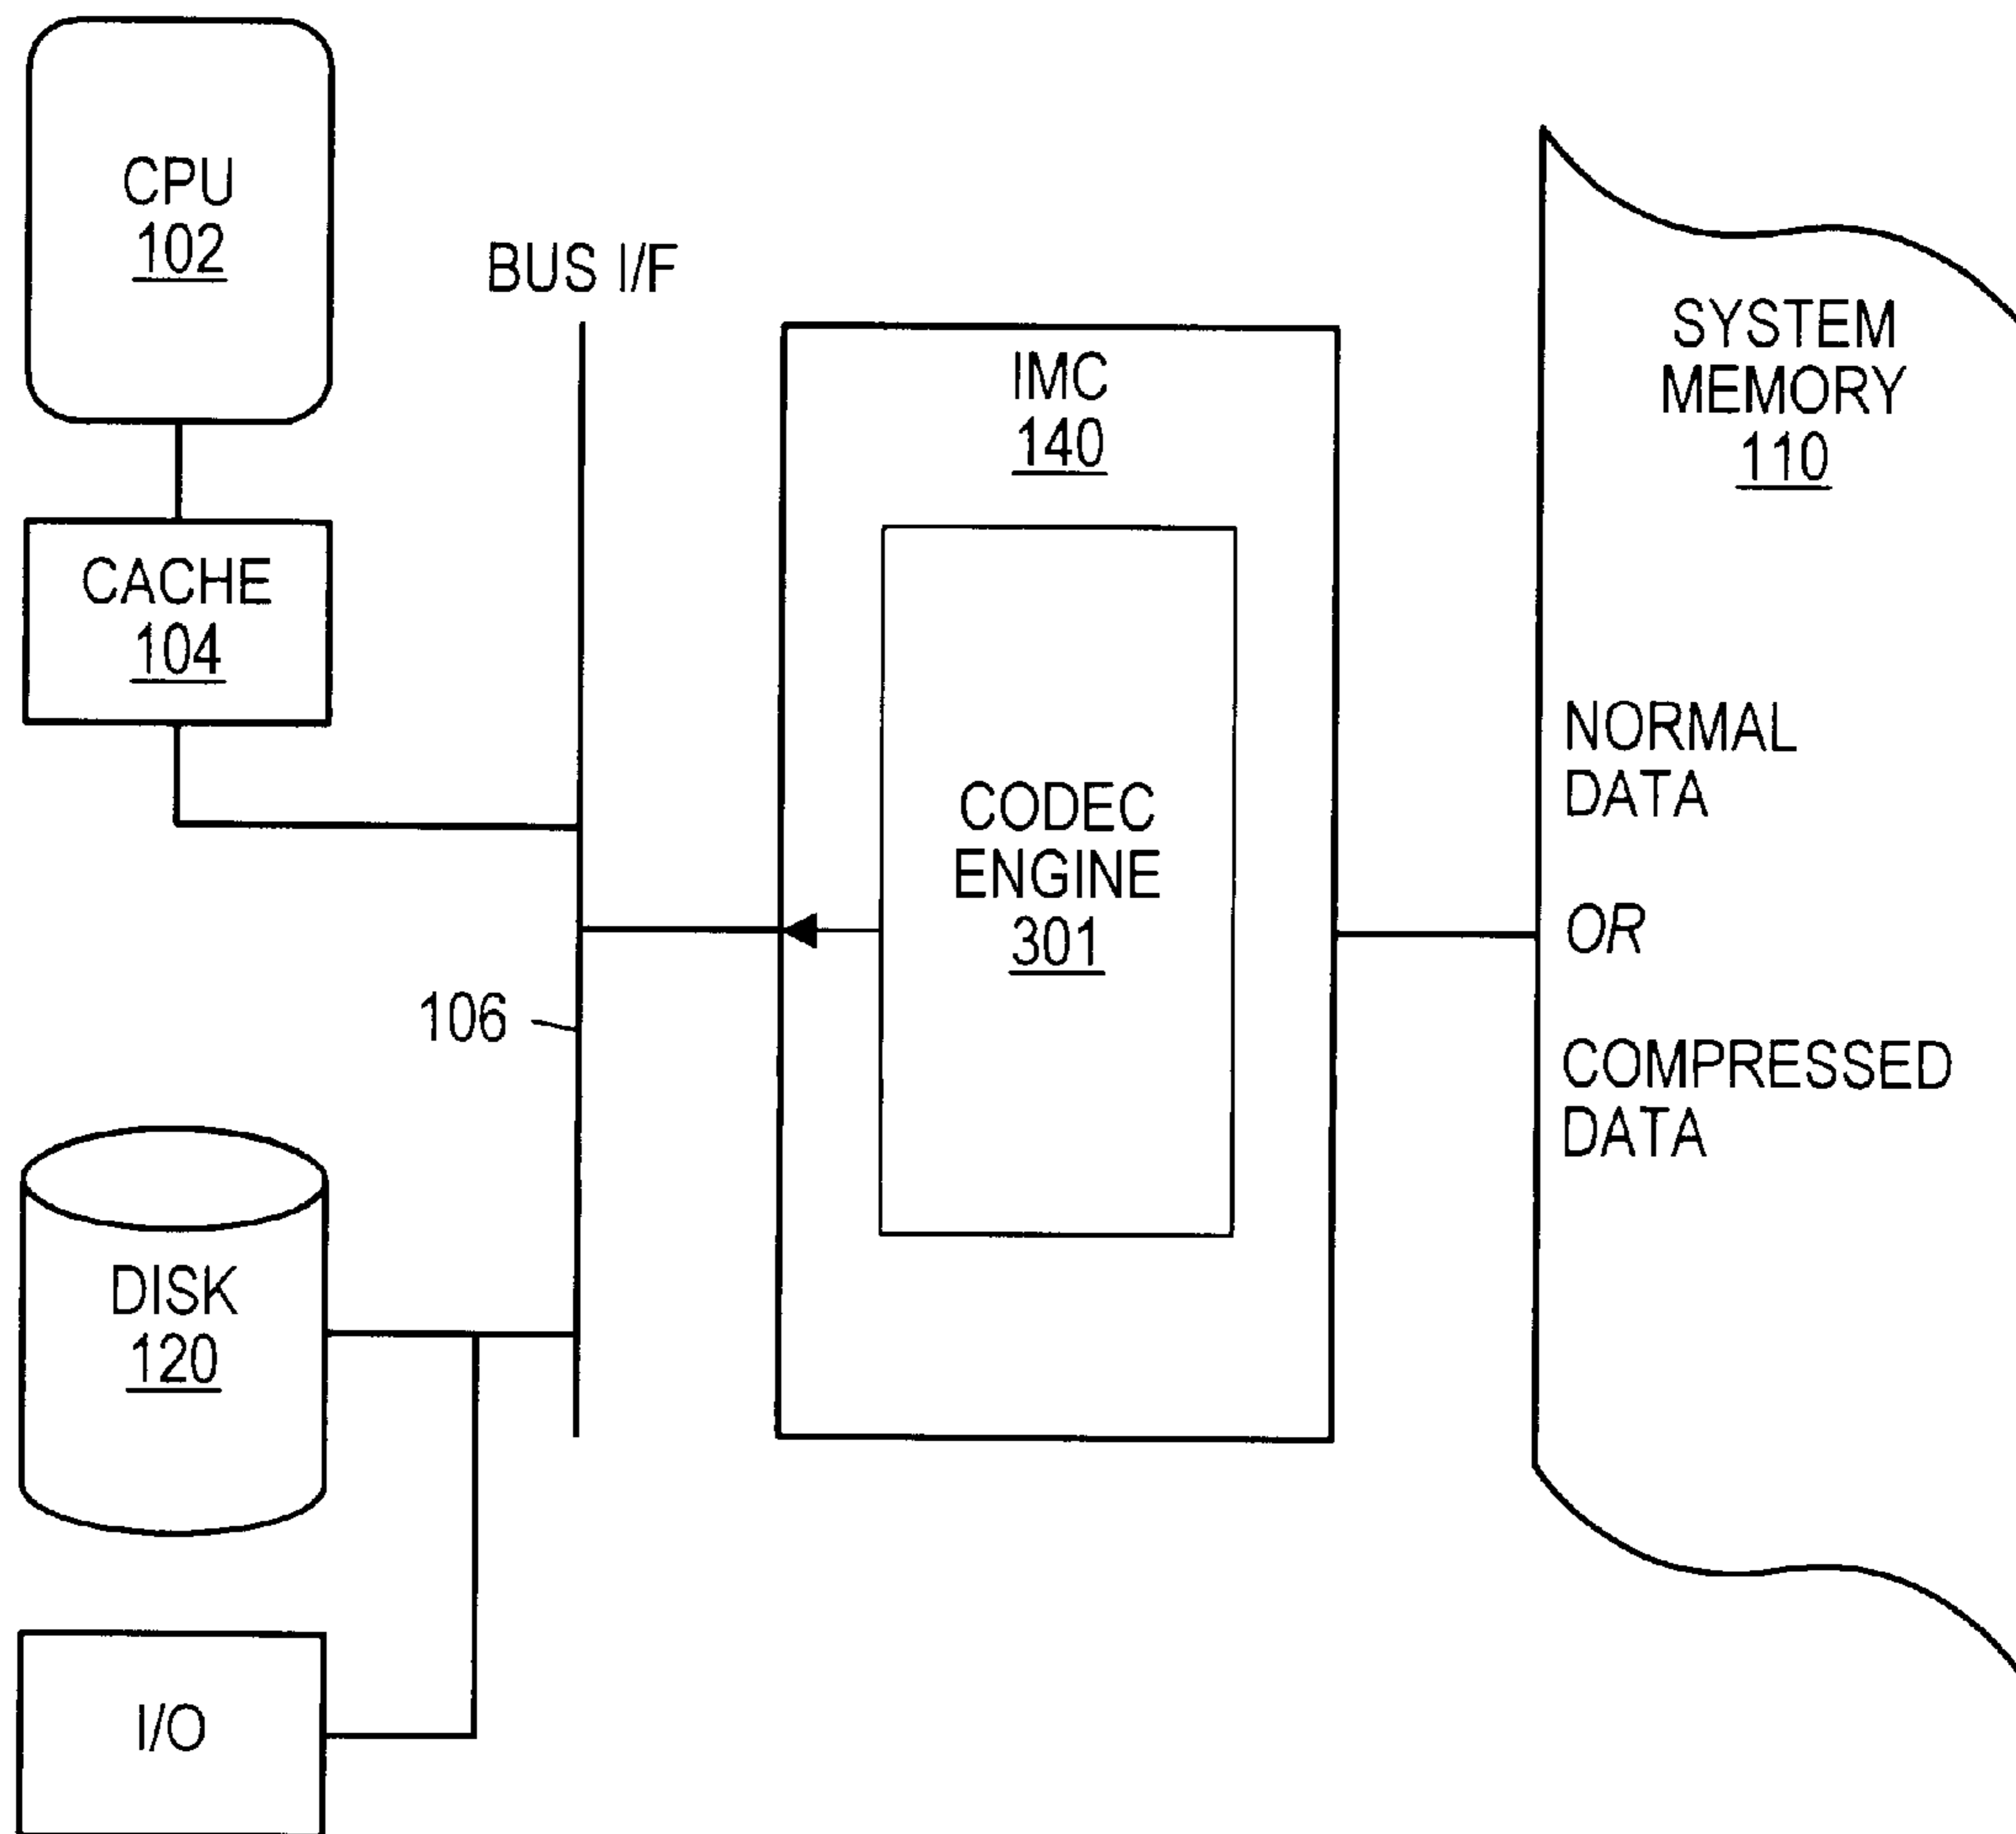 CPU
102
BUS I/F
CACHE
104
IMC
140
CODEC
ENGINE
301
106
SYSTEM
MEMORY
110
NORMAL
DATA
OR
COMPRESSED
DATA
DISK
120
I/O